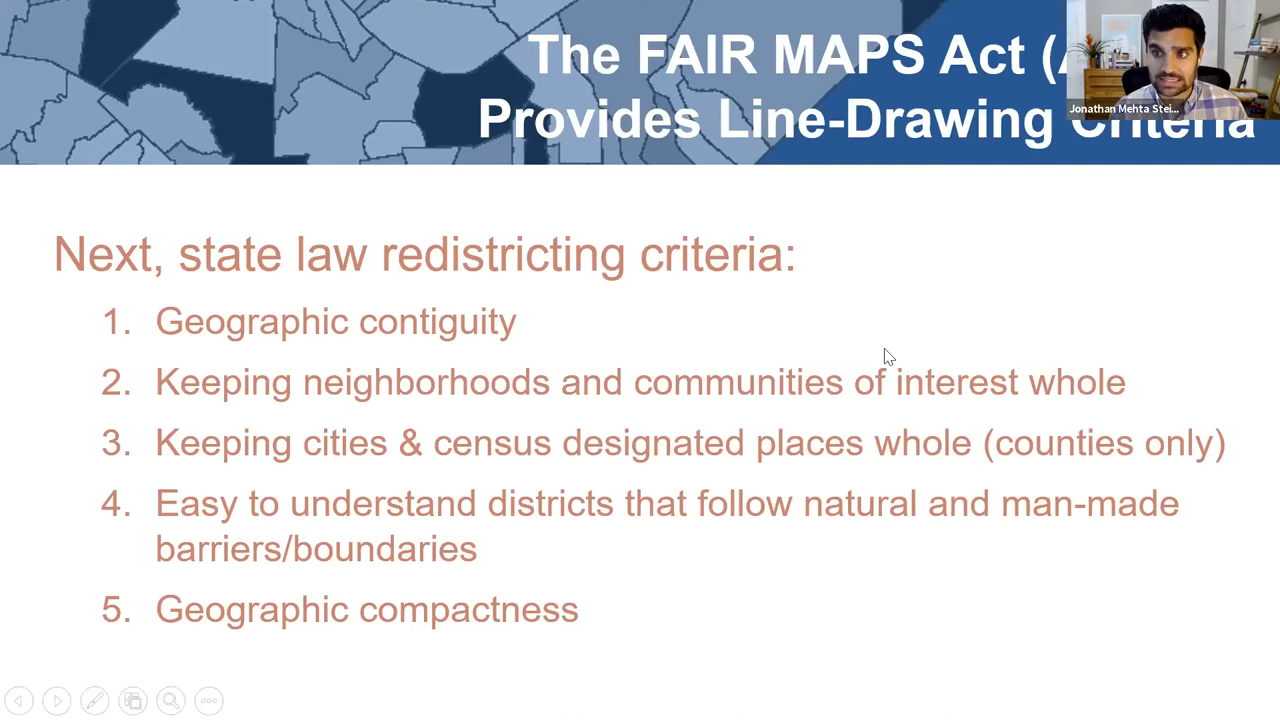 The FAIR MAPS Act (
Jonathan Mehta Stei...
Provides Line-Drawing Criteria
Next, state law redistricting criteria:
1. Geographic contiguity
2. Keeping neighborhoods and communities of interest whole
3. Keeping cities & census designated places whole (counties only)
4. Easy to understand districts that follow natural and man-made
barriers/boundaries
5. Geographic compactness